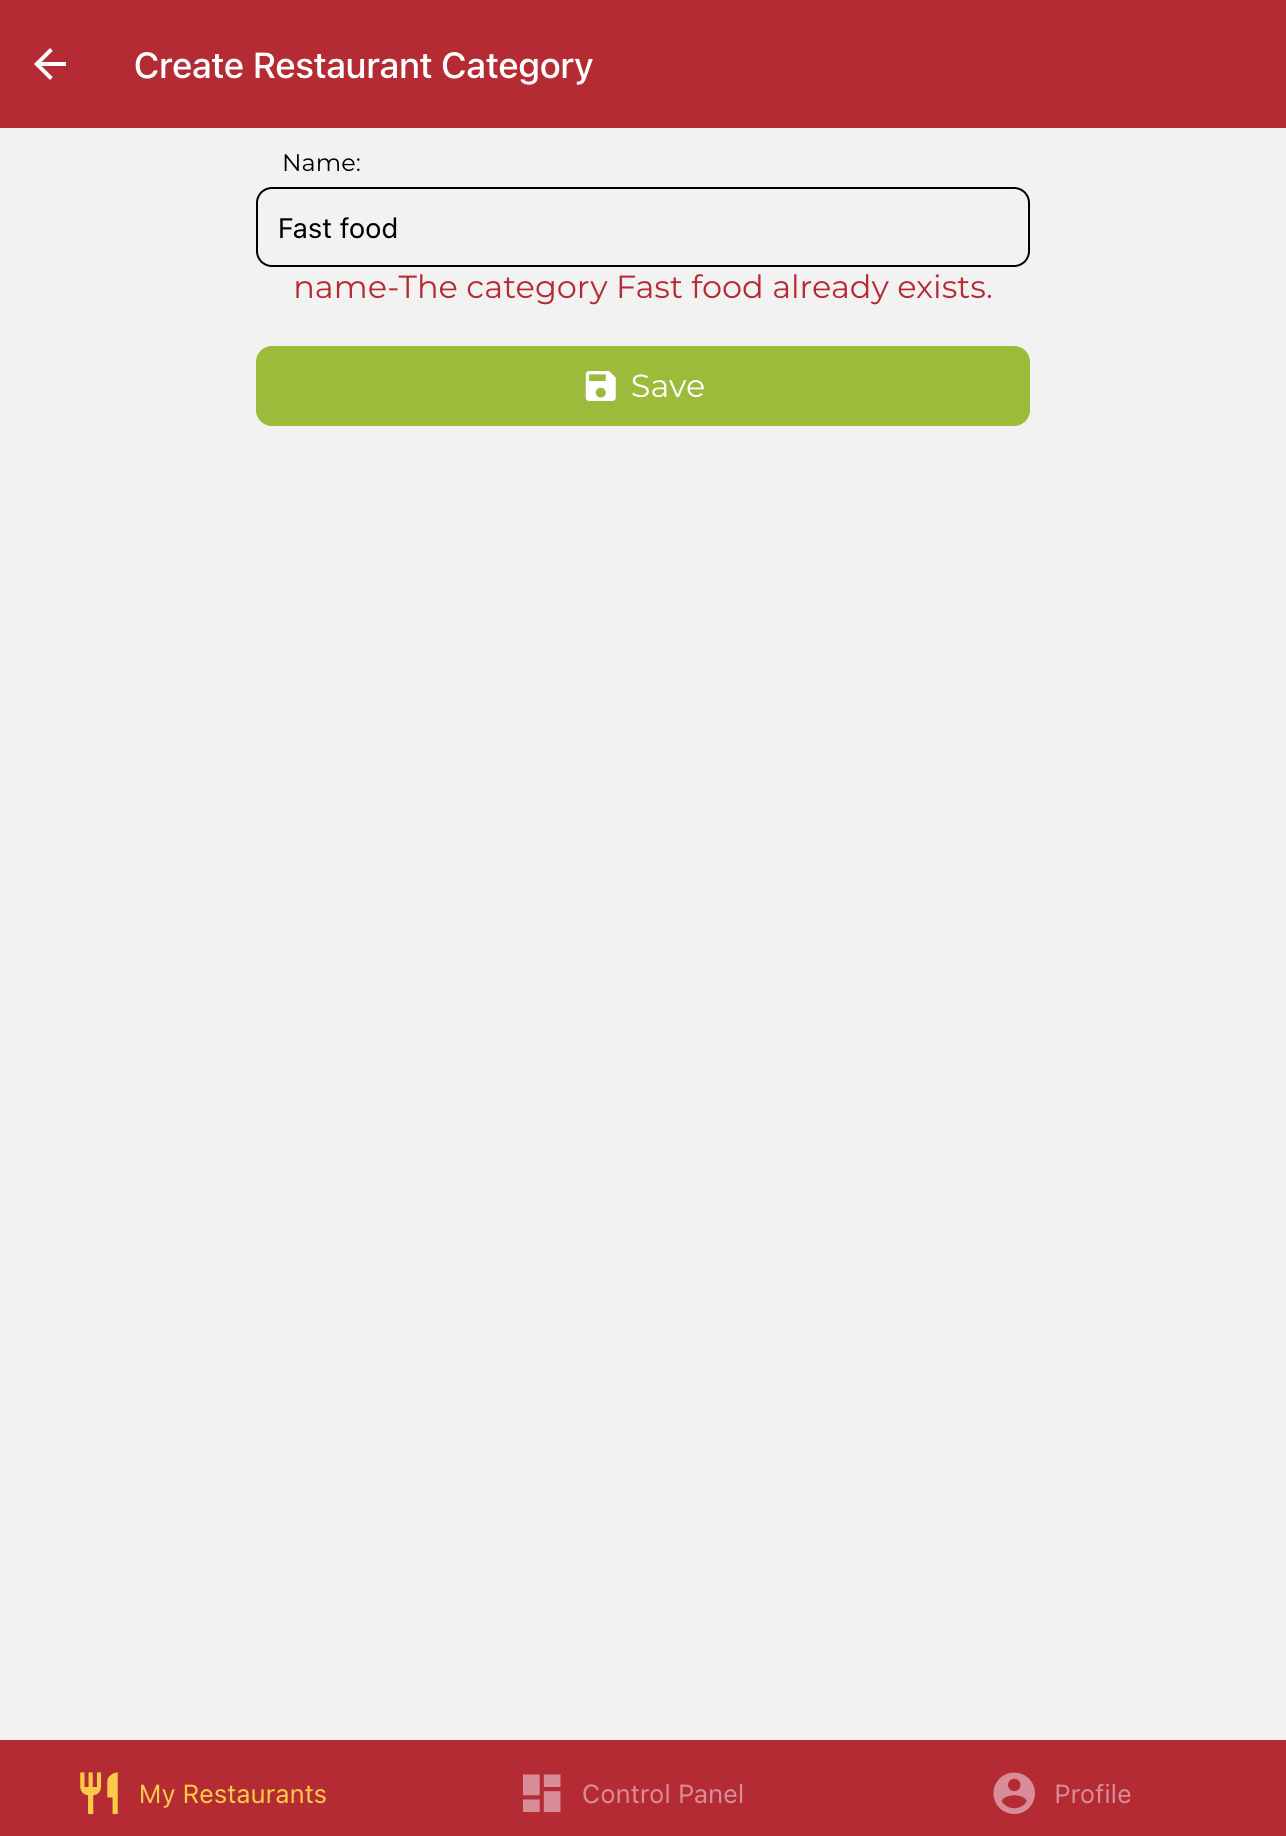 Create Restaurant Category
Name:
Fast food
name-The category Fast food already exists.
Save
My Restaurants
Control Panel
Profile